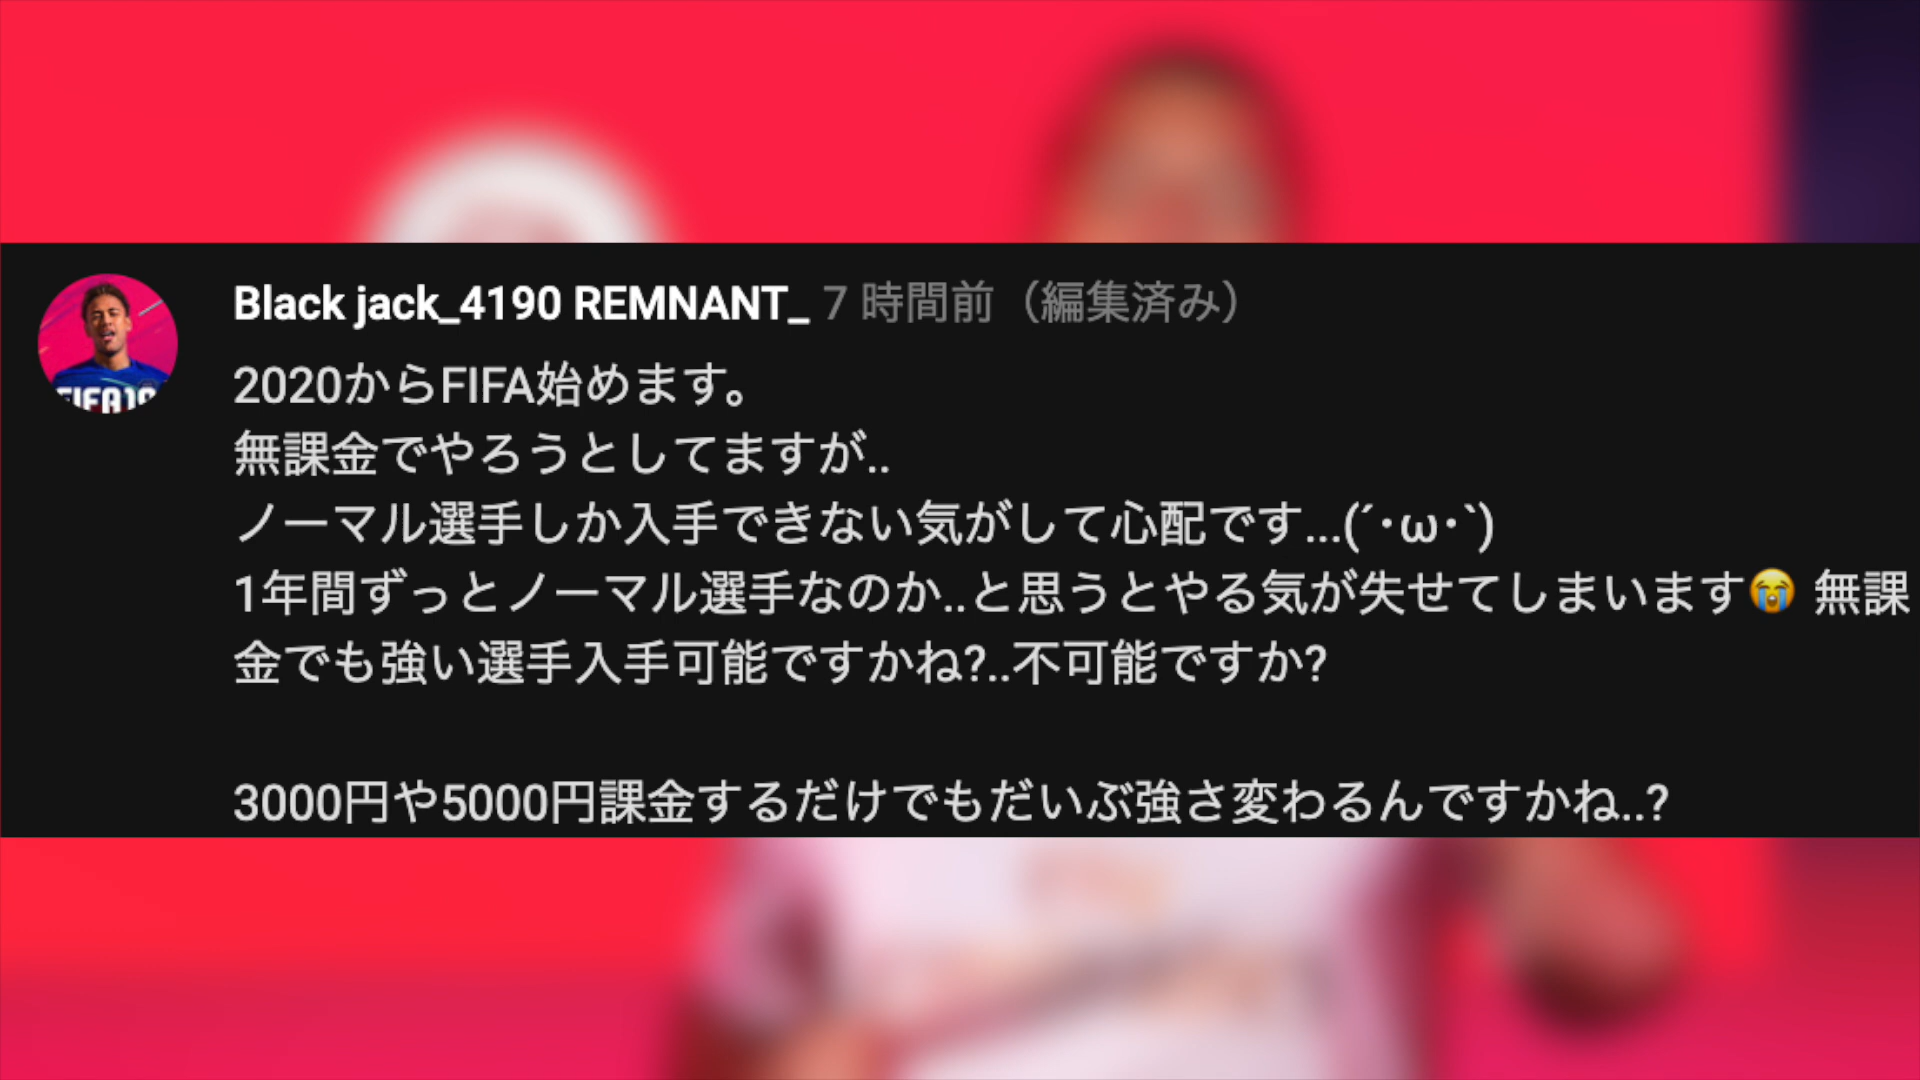 Black jack_4190 REMNANT_ 7 時間前（編集済み）
2020からFIFA始めます。
無課金でやろうとしてますが..
ノーマル選手しか入手できない気がして心配です...(´･ω･`)
1年間ずっとノーマル選手なのか..と思うとやる気が失せてしまいます😭 無課
金でも強い選手入手可能ですかね?..不可能ですか?
3000円や5000円課金するだけでもだいぶ強さ変わるんですかね..?